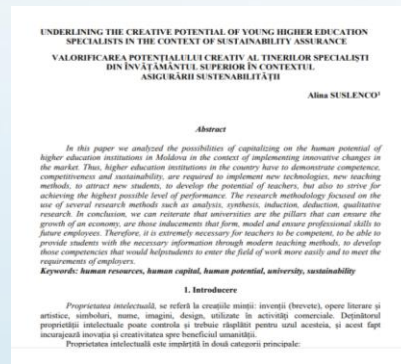 UNDERLINING THE CREATIVE POTENTIAL OF YOUNG HIGHER EDUCATION
SPECIALISTS IN THE CONTEXT OF SUSTAINABILITY ASSURANCE
VALORIFICAREA POTENȚIALULUI CREATIV AL TINERILOR SPECIALIȘTI
DIN ÎNVĂȚĂMÂNTUL SUPERIOR ÎN CONTEXTUL
ASIGURĂRII SUSTENABILITĂȚII
Alina SUSLENCO¹
Abstract
In this paper we analyzed the possibilities of capitalizing on the human potential of
higher education institutions in Moldova in the context of implementing innovative changes in
the market. Thus, higher education institutions in the country have to demonstrate competence,
competitiveness and sustainability, are required to implement new technologies, new teaching
methods, to attract new students, to develop the potential of teachers, but also to strive for
achieving the highest possible level of performance. The research methodology focused on the
use of several research methods such as analysis, synthesis, induction, deduction, qualitative
research. In conclusion, we can reiterate that universities are the pillars that can ensure the
growth of an economy, are those inducements that form, model and ensure professional skills to
future employees. Therefore, it is extremely necessary for teachers to be competent, to be able to
provide students with the necessary information through modern teaching methods, to develop
those competencies that would helpstudents to enter the field of work more easily and to meet the
requirements of employers.
Keywords: human resources, human capital, human potential, university, sustainability
1. Introducere
Proprietatea intelectuală, se referă la creațiile minții: invenții (brevete), opere literare și
artistice, simboluri, nume, imagini, design, utilizate în activități comerciale. Deținătorul
proprietății intelectuale poate controla și trebuie răsplătit pentru uzul acesteia, și acest fapt
incurajează inovația și creativitatea spre beneficiul umanității.
Proprietatea intelectuală este împărțită în două categorii principale: